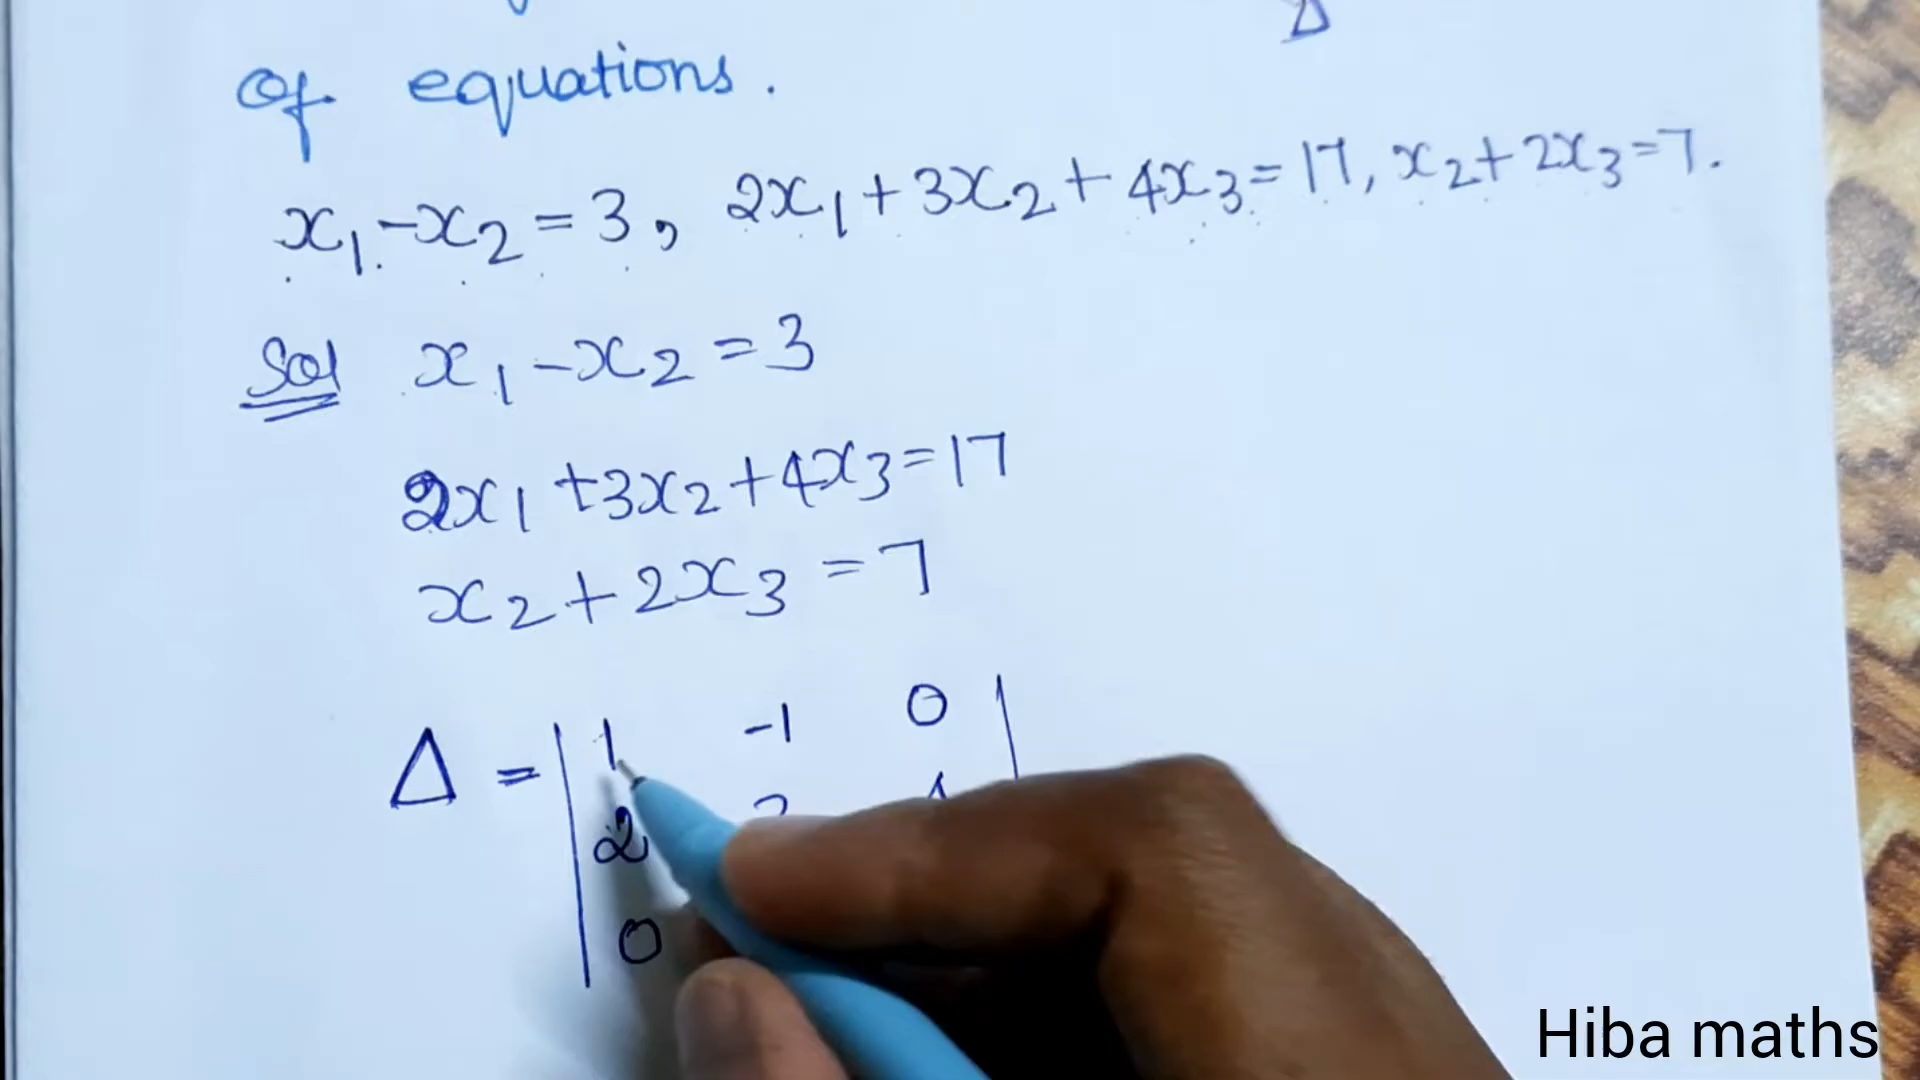 Δ
of equations.
x₁-x₂=3, 2x₁+3x₂+4x₃=17, x₂+2x₃=7.
Sol x₁-x₂=3
2x₁+3x₂+4x₃=17
x₂+2x₃=7
Δ = | 1 -1 0 |
2
0
Hiba maths